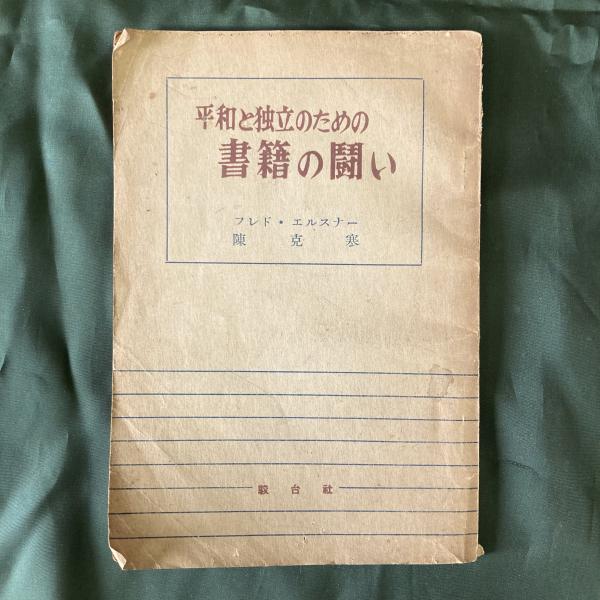 平和と独立のための
書籍の闘い
フレド・エルスナー
陳克寒
駿台社